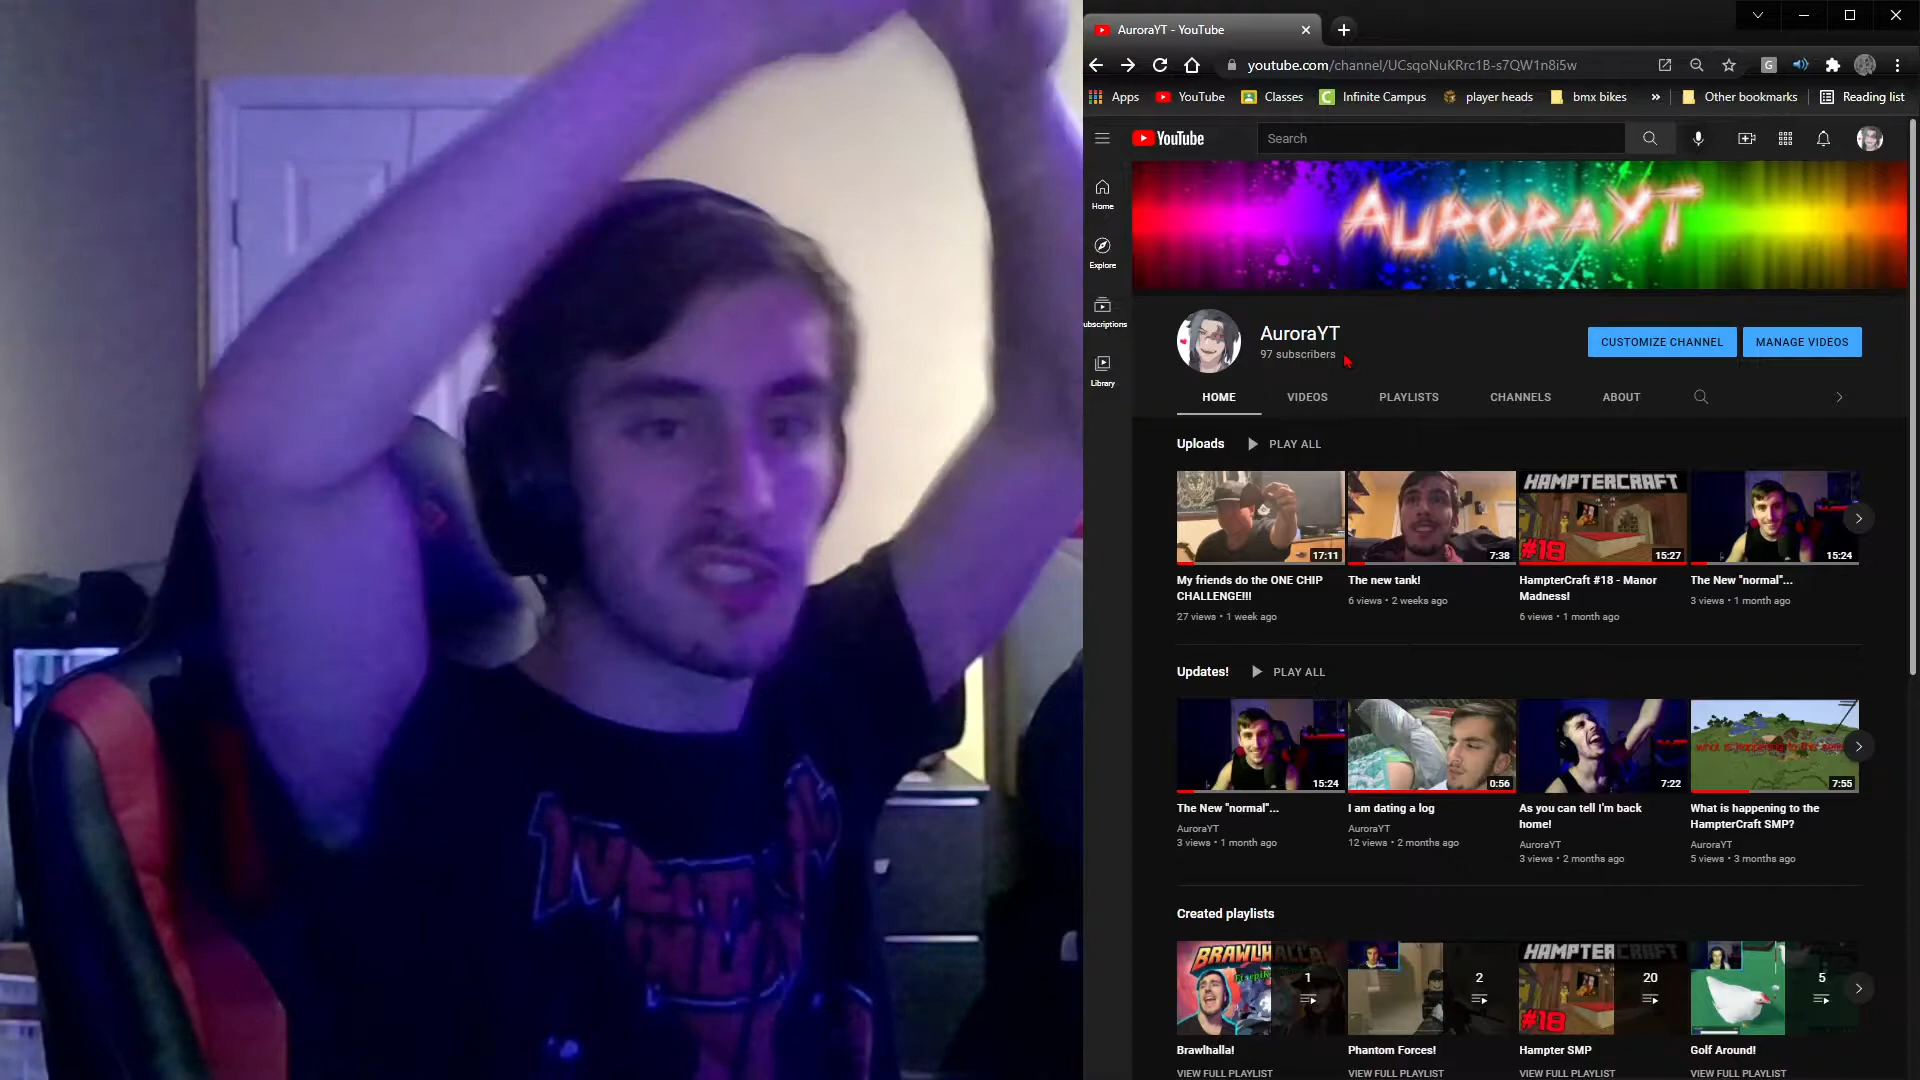 AuroraYT - YouTube
youtube.com/channel/UCsqoNuKRrc1B-s7QW1n8i5w
Apps YouTube Classes Infinite Campus player heads bmx bikes » Other bookmarks Reading list
YouTube
Search
Home
Explore
ubscriptions
Library
AURORAYT
AuroraYT
97 subscribers
CUSTOMIZE CHANNEL MANAGE VIDEOS
HOME VIDEOS PLAYLISTS CHANNELS ABOUT
Uploads PLAY ALL
17:11
7:38
HAMPTERCRAFT
#18
15:27
15:24
My friends do the ONE CHIP
CHALLENGE!!!
27 views • 1 week ago
The new tank!
6 views • 2 weeks ago
HampterCraft #18 - Manor
Madness!
6 views • 1 month ago
The New "normal"...
3 views • 1 month ago
Updates! PLAY ALL
15:24
0:56
7:22
what is happening to this
7:55
The New "normal"...
AuroraYT
3 views • 1 month ago
I am dating a log
AuroraYT
12 views • 2 months ago
As you can tell I'm back
home!
AuroraYT
3 views • 2 months ago
What is happening to the
HampterCraft SMP?
AuroraYT
5 views • 3 months ago
Created playlists
BRAWLHALLA
1
2
HAMPTERCRAFT
#18
20
5
Brawlhalla!
VIEW FULL PLAYLIST
Phantom Forces!
VIEW FULL PLAYLIST
Hampter SMP
VIEW FULL PLAYLIST
Golf Around!
VIEW FULL PLAYLIST